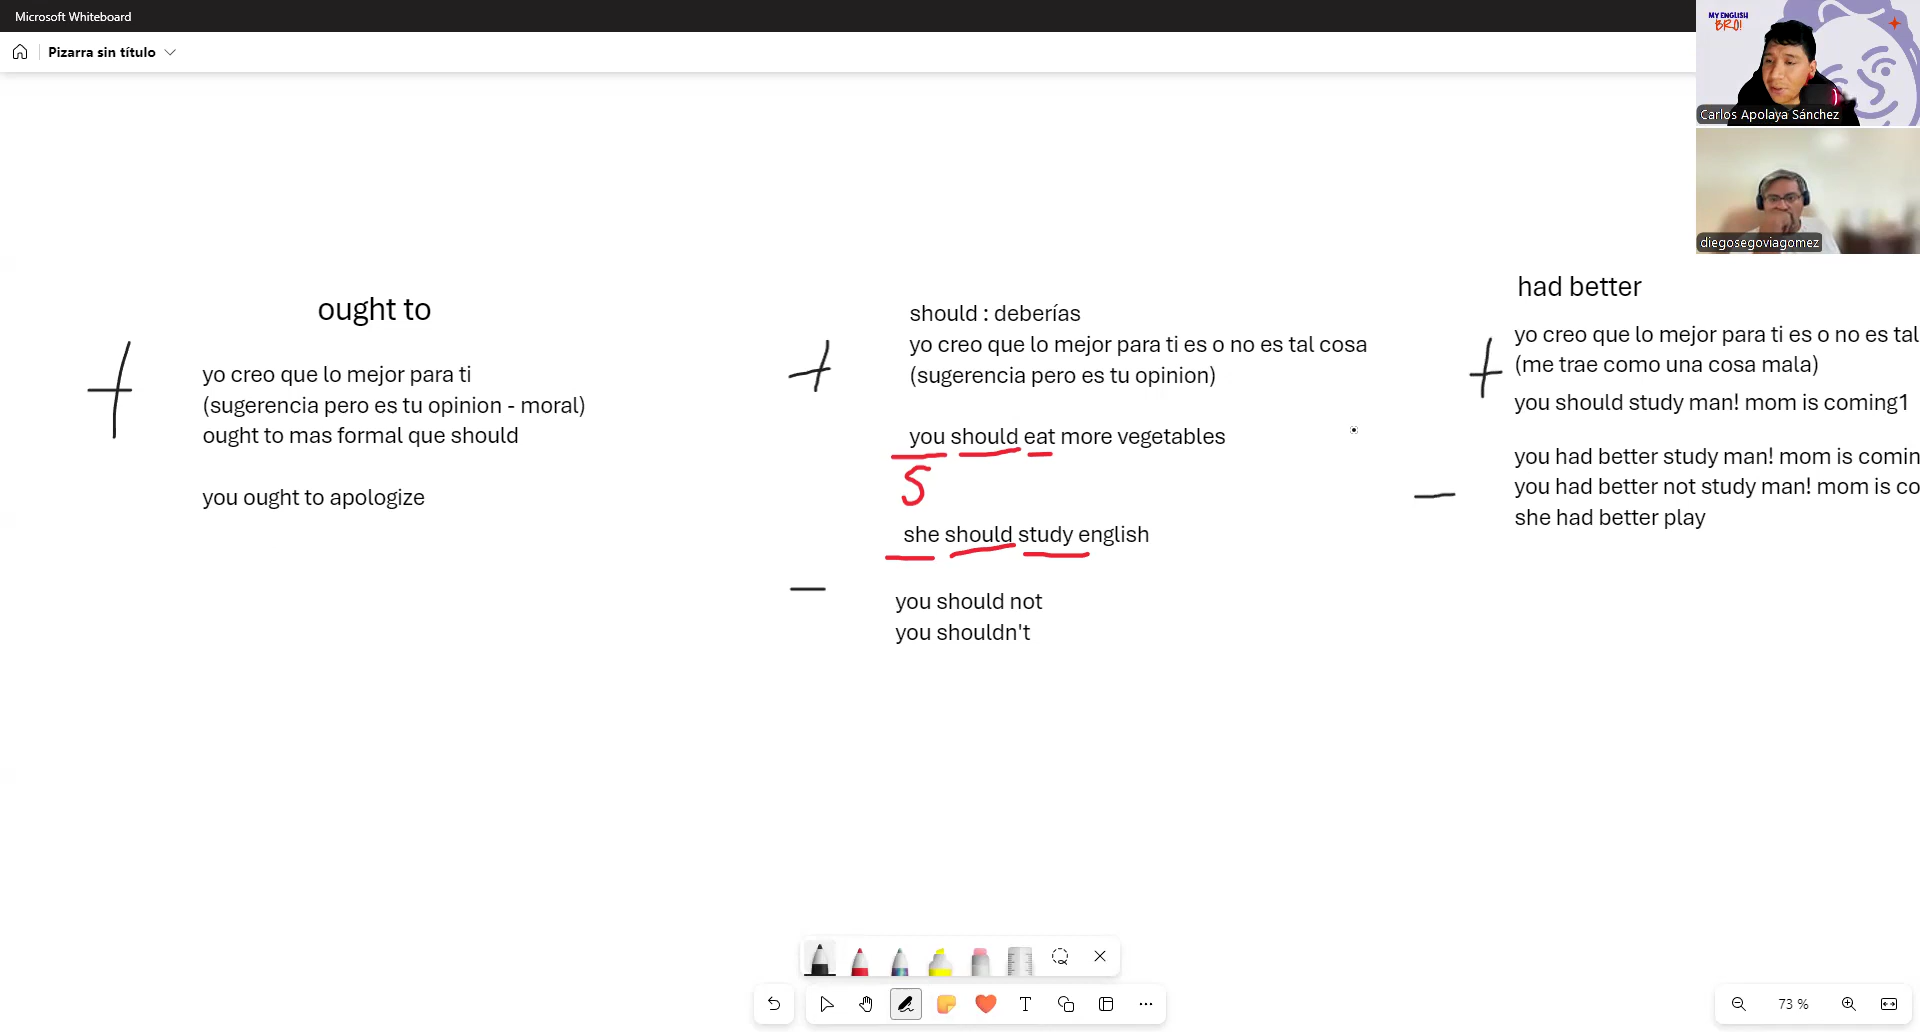 Microsoft Whiteboard
Pizarra sin título
MY ENGLISH
BRO!
Carlos Apolaya Sánchez
diegosegoviagomez
ought to
yo creo que lo mejor para ti
(sugerencia pero es tu opinion - moral)
ought to mas formal que should
you ought to apologize
should : deberías
yo creo que lo mejor para ti es o no es tal cosa
(sugerencia pero es tu opinion)
you should eat more vegetables
S
she should study english
you should not
you shouldn't
had better
yo creo que lo mejor para ti es o no es tal
(me trae como una cosa mala)
you should study man! mom is coming1
you had better study man! mom is comin
you had better not study man! mom is co
she had better play
+
+
+
–
–
73 %